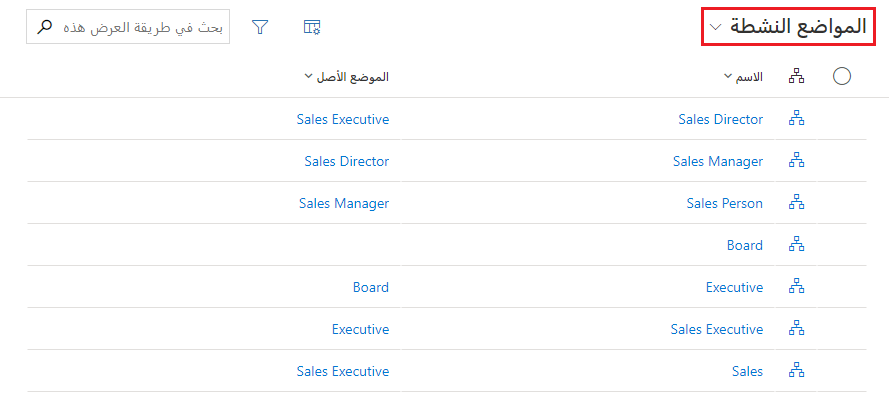 المواضع النشطة
بحث في طريقة العرض هذه
الاسم الموضع الأصل
Sales Director Sales Executive
Sales Manager Sales Director
Sales Person Sales Manager
Board
Executive Board
Sales Executive Executive
Sales Sales Executive